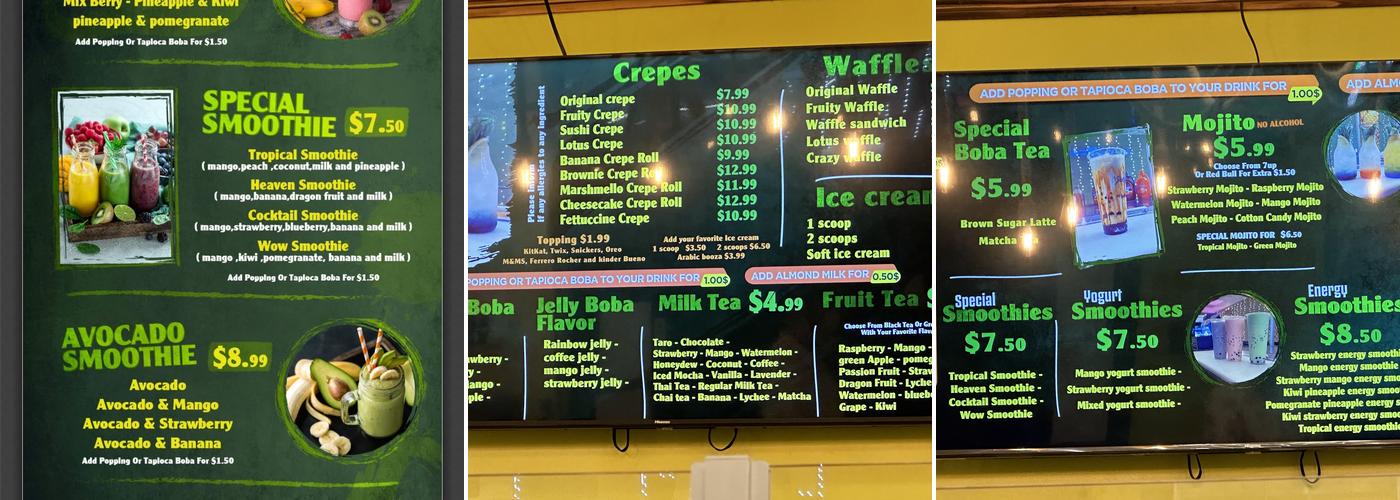 Mix Berry - Pineapple & Kiwi
pineapple & pomegranate
Add Popping Or Tapioca Boba For $1.50
SPECIAL
SMOOTHIE $7.50
Tropical Smoothie
( mango,peach ,coconut,milk and pineapple )
Heaven Smoothie
( mango,banana,dragon fruit and milk )
Cocktail Smoothie
( mango,strawberry,blueberry,banana and milk )
Wow Smoothie
( mango ,kiwi ,pomegranate, banana and milk )
Add Popping Or Tapioca Boba For $1.50
AVOCADO
SMOOTHIE $8.99
Avocado
Avocado & Mango
Avocado & Strawberry
Avocado & Banana
Add Popping Or Tapioca Boba For $1.50
Please Inform
If any allergies to any Ingredient
Crepes
Original crepe $7.99
Fruity Crepe $10.99
Sushi Crepe $10.99
Lotus Crepe $10.99
Banana Crepe Roll $9.99
Brownie Crepe Roll $12.99
Marshmello Crepe Roll $11.99
Cheesecake Crepe Roll $12.99
Fettuccine Crepe $10.99
Topping $1.99
KitKat, Twix, Snickers, Oreo
M&MS, Ferrero Rocher and kinder Bueno
Add your favorite ice cream
1 scoop $3.50 2 scoops $6.50
Arabic booza $3.99
Waffle
Original Waffle
Fruity Waffle
Waffle sandwich
Lotus waffle
Crazy waffle
Ice cream
1 scoop
2 scoops
Soft ice cream
POPPING OR TAPIOCA BOBA TO YOUR DRINK FOR 1.00$
ADD ALMOND MILK FOR 0.50$
Boba
Jelly Boba
Flavor
Rainbow jelly -
coffee jelly -
mango jelly -
strawberry jelly -
Milk Tea $4.99
Taro - Chocolate -
Strawberry - Mango - Watermelon -
Honeydew - Coconut - Coffee -
Iced Mocha - Vanilla - Lavender -
Thai Tea - Regular Milk Tea -
Chai tea - Banana - Lychee - Matcha
Fruit Tea $
Choose From Black Tea Or
With Your Favorite
Raspberry - Mango -
green Apple -
Passion Fruit -
Dragon Fruit -
Watermelon -
Grape - Kiwi
Hisense
ADD POPPING OR TAPIOCA BOBA TO YOUR DRINK FOR 1.00$
Special
Boba Tea
$5.99
Brown Sugar Latte
Matcha
Mojito NO ALCOHOL
$5.99
Choose From 7up
Or Red Bull For Extra $1.50
Strawberry Mojito - Raspberry Mojito
Watermelon Mojito - Mango Mojito
Peach Mojito - Cotton Candy Mojito
SPECIAL MOJITO FOR $6.50
Tropical Mojito - Green Mojito
Special
Smoothies
$7.50
Tropical Smoothie -
Heaven Smoothie -
Cocktail Smoothie -
Wow Smoothie
Yogurt
Smoothies
$7.50
Mango yogurt smoothie -
Strawberry yogurt smoothie -
Mixed yogurt smoothie -
Energy
Smoothies
$8.50
Strawberry energy
Mango energy
Strawberry mango energy
Kiwi pineapple energy
Pomegranate pineapple energy
Kiwi strawberry energy
Tropical energy